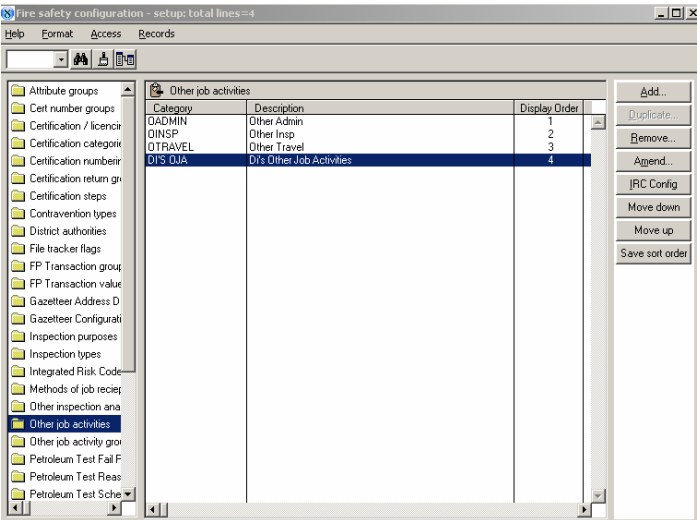 Fire safety configuration - setup: total lines=4
Help Format Access Records
Attribute groups
Cert number groups
Certification / licencin
Certification categorie
Certification numberin
Certification return gr
Certification steps
Contravention types
District authorities
File tracker flags
FP Transaction group
FP Transaction value
Gazetteer Address D
Gazetteer Configurati
Inspection purposes
Inspection types
Integrated Risk Code
Methods of job reciep
Other inspection ana
Other job activities
Other job activity grou
Petroleum Test Fail F
Petroleum Test Reas
Petroleum Test Sche
Other job activities
Category Description Display Order
OADMIN Other Admin 1
OINSP Other Insp 2
OTRAVEL Other Travel 3
DI'S OJA Di's Other Job Activities 4
Add...
Duplicate...
Remove...
Amend...
IRC Config
Move down
Move up
Save sort order